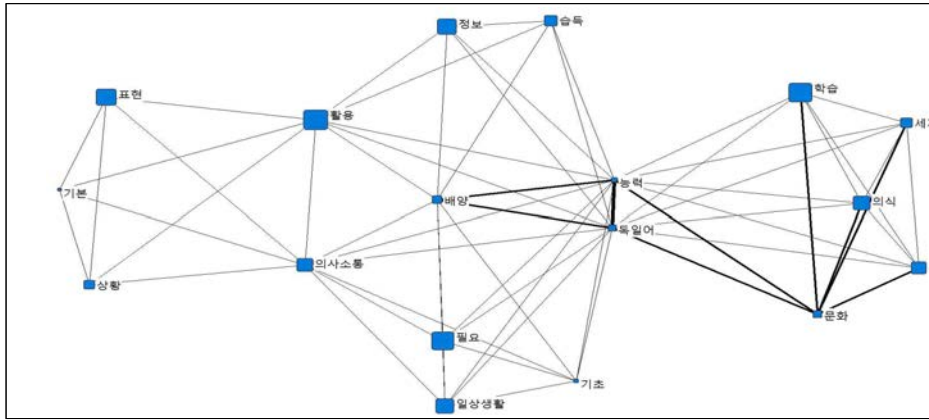 정보
습득
표현
활용
학습
기본
배양
능력
독일어
의식
의사소통
상황
문화
필요
기초
일상생활